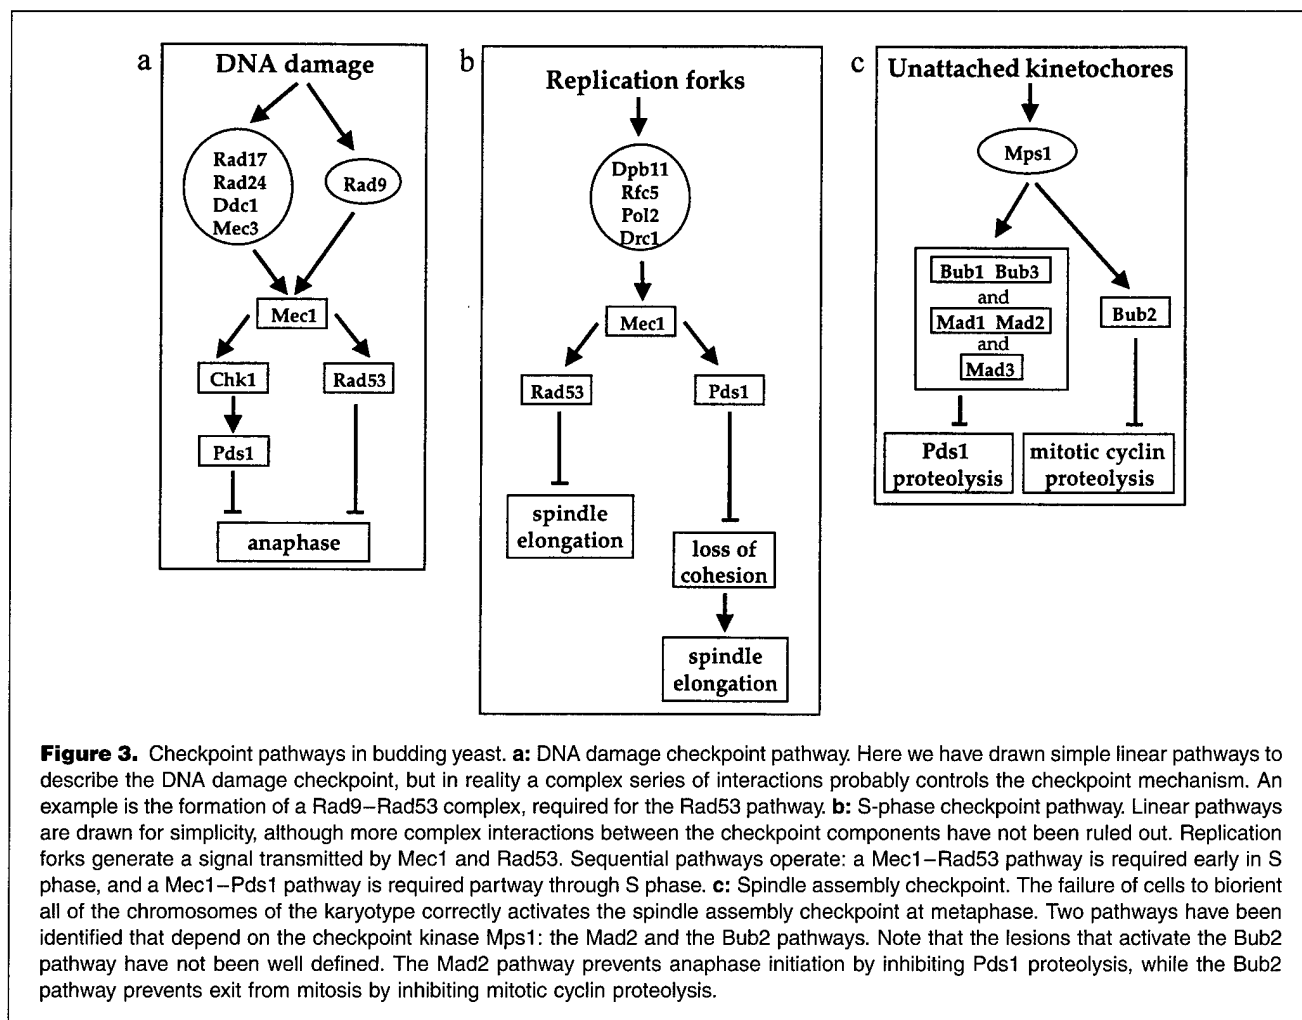 a
DNA damage
Rad17
Rad24
Ddc1
Mec3
Rad9
Mec1
Chk1
Rad53
Pds1
anaphase
b
Replication forks
Dpb11
Rfc5
Pol2
Drc1
Mec1
Rad53
Pds1
spindle
elongation
loss of
cohesion
spindle
elongation
c
Unattached kinetochores
Mps1
Bub1 Bub3
and
Mad1 Mad2
and
Mad3
Bub2
Pds1
proteolysis
mitotic cyclin
proteolysis
Figure 3. Checkpoint pathways in budding yeast. a: DNA damage checkpoint pathway. Here we have drawn simple linear pathways to
describe the DNA damage checkpoint, but in reality a complex series of interactions probably controls the checkpoint mechanism. An
example is the formation of a Rad9–Rad53 complex, required for the Rad53 pathway. b: S-phase checkpoint pathway. Linear pathways
are drawn for simplicity, although more complex interactions between the checkpoint components have not been ruled out. Replication
forks generate a signal transmitted by Mec1 and Rad53. Sequential pathways operate: a Mec1–Rad53 pathway is required early in S
phase, and a Mec1–Pds1 pathway is required partway through S phase. c: Spindle assembly checkpoint. The failure of cells to biorient
all of the chromosomes of the karyotype correctly activates the spindle assembly checkpoint at metaphase. Two pathways have been
identified that depend on the checkpoint kinase Mps1: the Mad2 and the Bub2 pathways. Note that the lesions that activate the Bub2
pathway have not been well defined. The Mad2 pathway prevents anaphase initiation by inhibiting Pds1 proteolysis, while the Bub2
pathway prevents exit from mitosis by inhibiting mitotic cyclin proteolysis.